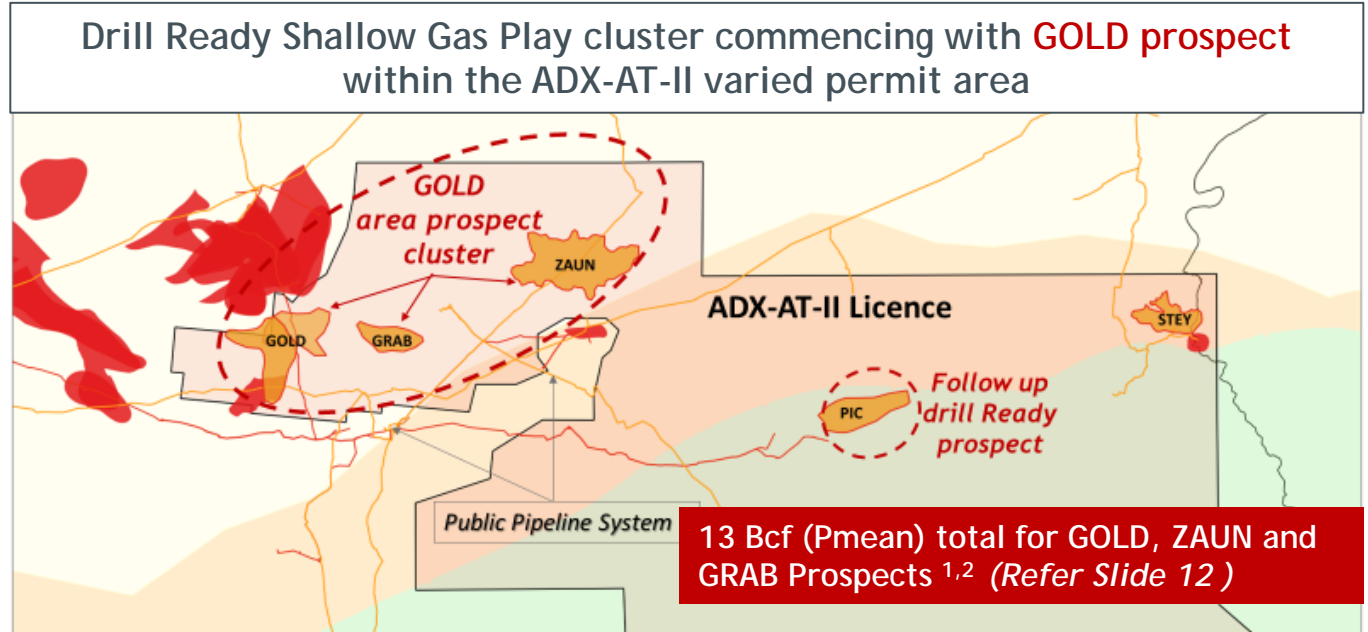 Drill Ready Shallow Gas Play cluster commencing with GOLD prospect
within the ADX-AT-II varied permit area
GOLD
area prospect
cluster
ZAUN
GOLD
GRAB
ADX-AT-II Licence
STEY
PIC
Follow up
drill Ready
prospect
Public Pipeline System
13 Bcf (Pmean) total for GOLD, ZAUN and
GRAB Prospects 1,2 (Refer Slide 12 )